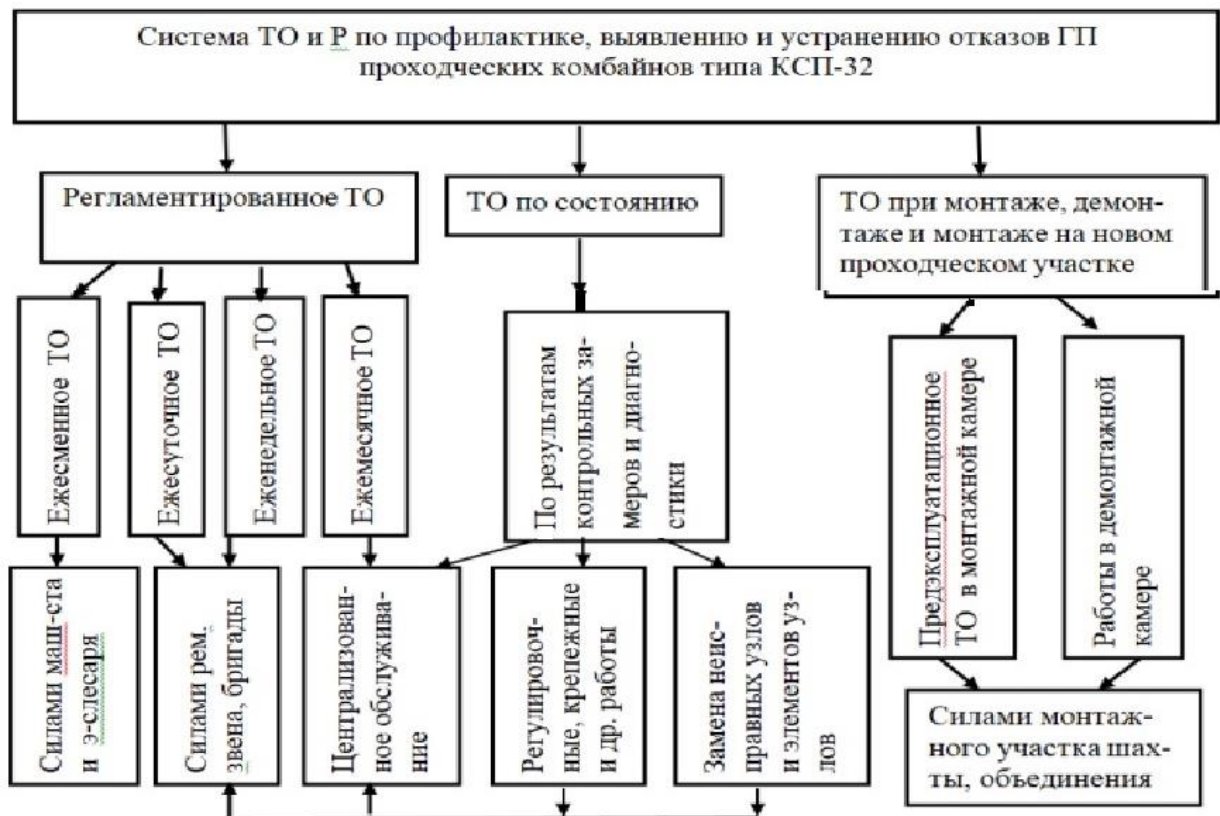 Система ТО и Р по профилактике, выявлению и устранению отказов ГП
проходческих комбайнов типа КСП-32
Регламентированное ТО
ТО по состоянию
ТО при монтаже, демон-
таже и монтаже на новом
проходческом участке
Ежесменное ТО
Ежесуточное ТО
Еженедельное ТО
Ежемесячное ТО
По результатам
контрольных за-
меров и диагно-
стики
Предэксплуатационное
ТО в монтажной камере
Работы в демонтажной
камере
Силами маш-ста
и э-слесаря
Силами рем.
звена, бригады
Централизован-
ное обслужива-
ние
Регулировоч-
ные, крепежные
и др. работы
Замена неис-
правных узлов
и элементов уз-
лов
Силами монтаж-
ного участка шах-
ты, объединения